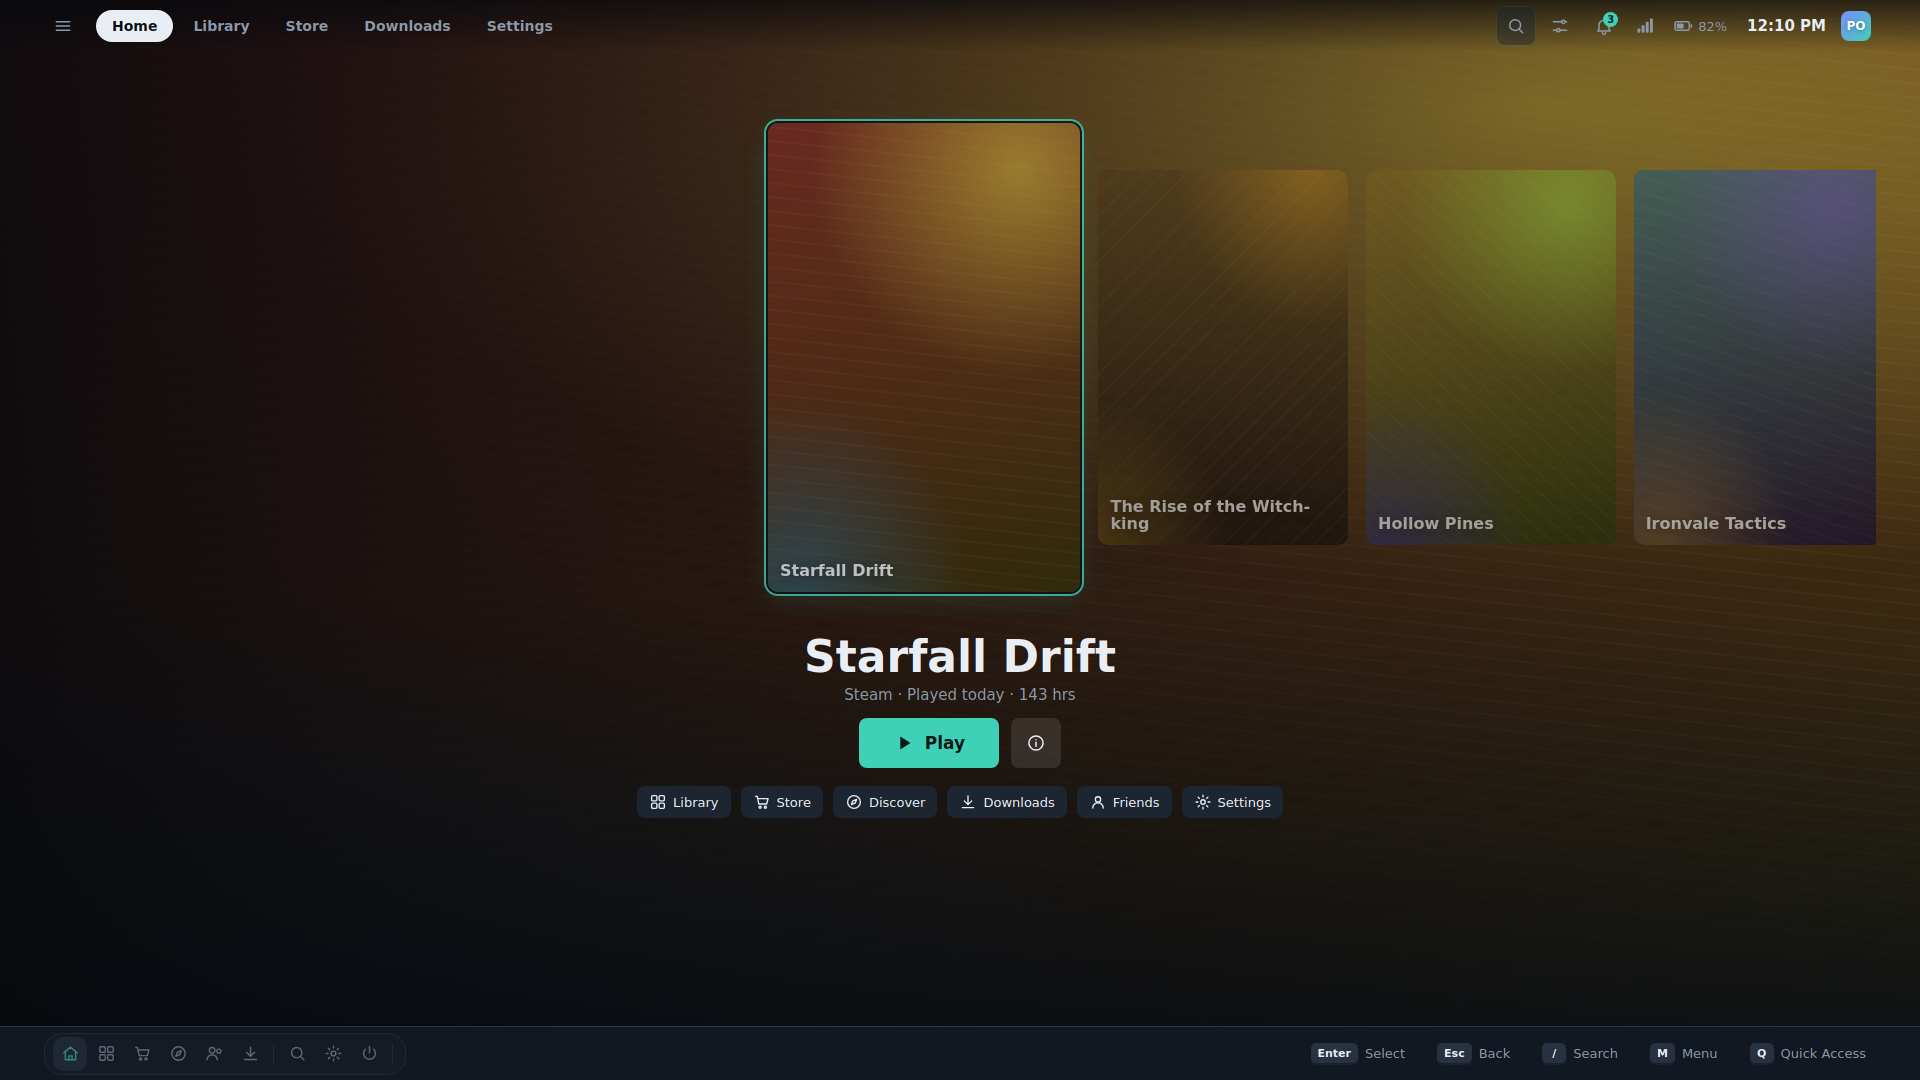 Home
Library
Store
Downloads
Settings
3
82%
12:10 PM
PO
Starfall Drift
The Rise of the Witch-
king
Hollow Pines
Ironvale Tactics
Starfall Drift
Steam · Played today · 143 hrs
Play
Library
Store
Discover
Downloads
Friends
Settings
Enter Select
Esc Back
/ Search
M Menu
Q Quick Access